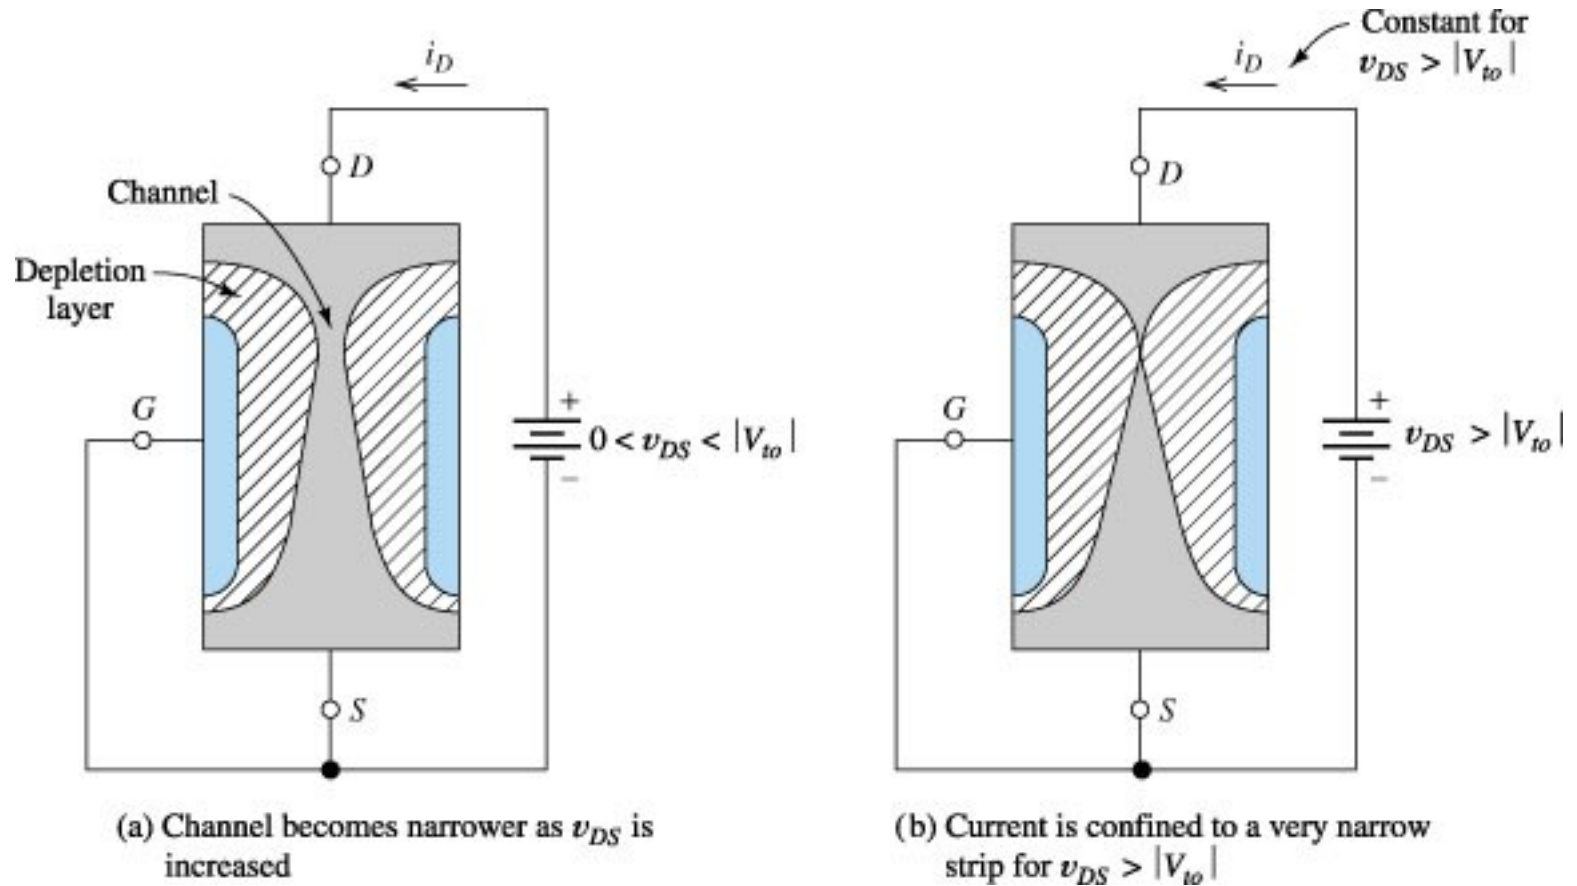 i_D
D
Channel
Depletion
layer
G
+
0 < v_DS < |V_to|
−
S
(a) Channel becomes narrower as v_DS is
increased
Constant for
v_DS > |V_to|
i_D
D
G
+
v_DS > |V_to|
−
S
(b) Current is confined to a very narrow
strip for v_DS > |V_to|